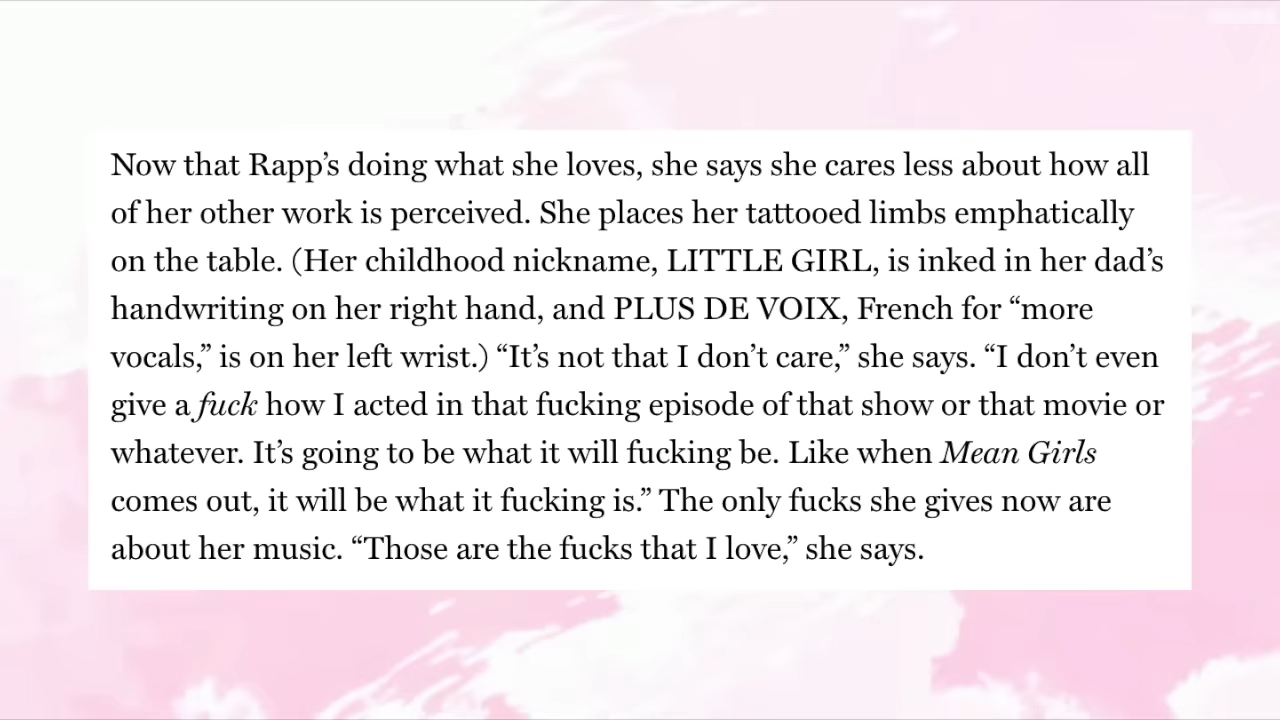 Now that Rapp’s doing what she loves, she says she cares less about how all
of her other work is perceived. She places her tattooed limbs emphatically
on the table. (Her childhood nickname, LITTLE GIRL, is inked in her dad’s
handwriting on her right hand, and PLUS DE VOIX, French for “more
vocals,” is on her left wrist.) “It’s not that I don’t care,” she says. “I don’t even
give a fuck how I acted in that fucking episode of that show or that movie or
whatever. It’s going to be what it will fucking be. Like when Mean Girls
comes out, it will be what it fucking is.” The only fucks she gives now are
about her music. “Those are the fucks that I love,” she says.